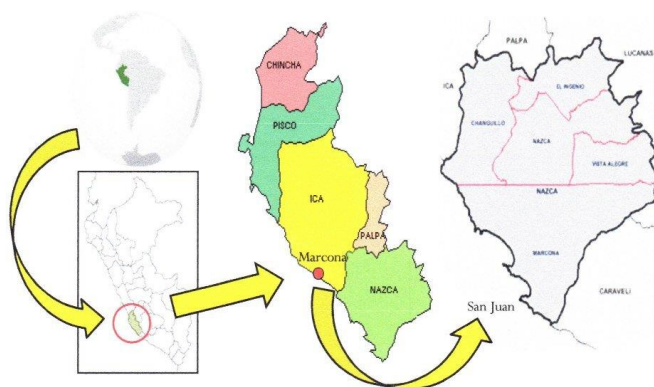 CHINCHA
PISCO
ICA
PALPA
Marcona
NAZCA
PALPA
LUCANAS
ICA
EL INGENIO
CHANGUILLO
NAZCA
VISTA ALEGRE
NAZCA
MARCONA
CARAVELI
San Juan